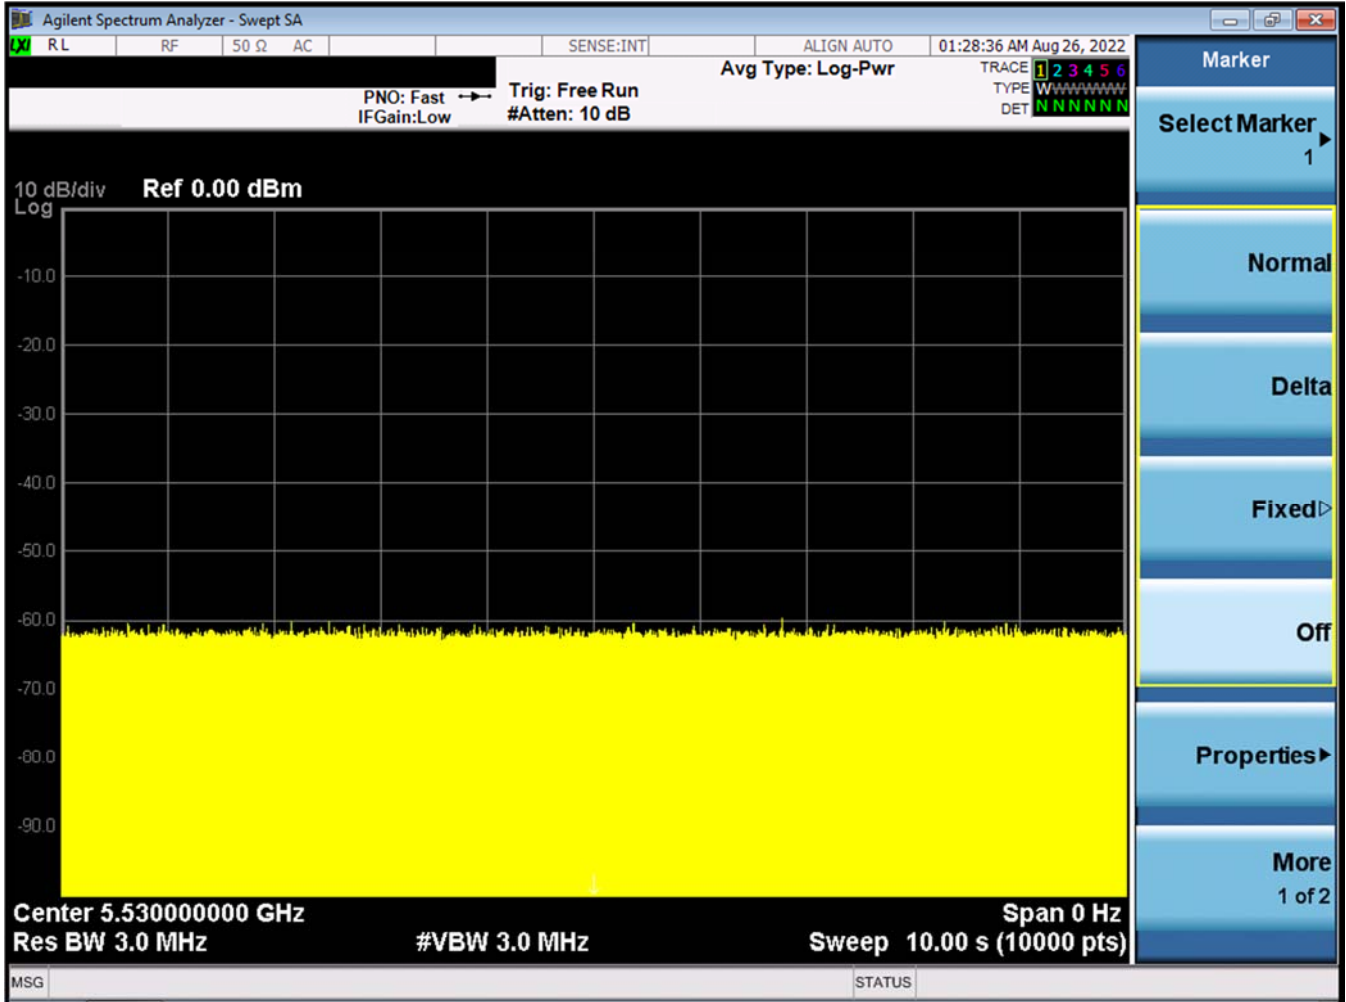 Agilent Spectrum Analyzer - Swept SA
LXI RL RF 50 Ω AC SENSE:INT ALIGN AUTO 01:28:36 AM Aug 26, 2022
Marker
Avg Type: Log-Pwr
TRACE 1 2 3 4 5 6
PNO: Fast Trig: Free Run
TYPE WWWWWW
IFGain:Low #Atten: 10 dB
DET N N N N N N
Select Marker
1
10 dB/div Ref 0.00 dBm
Log
Normal
-10.0
-20.0
Delta
-30.0
-40.0
Fixed
-50.0
-60.0
Off
-70.0
-80.0
Properties
-90.0
More
1 of 2
Center 5.530000000 GHz Span 0 Hz
Res BW 3.0 MHz #VBW 3.0 MHz Sweep 10.00 s (10000 pts)
MSG STATUS